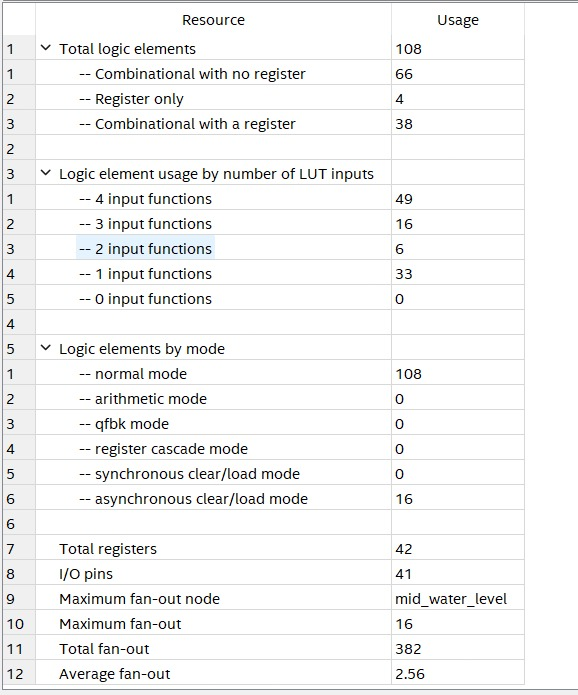 Resource Usage
1 Total logic elements 108
1 -- Combinational with no register 66
2 -- Register only 4
3 -- Combinational with a register 38
2
3 Logic element usage by number of LUT inputs
1 -- 4 input functions 49
2 -- 3 input functions 16
3 -- 2 input functions 6
4 -- 1 input functions 33
5 -- 0 input functions 0
4
5 Logic elements by mode
1 -- normal mode 108
2 -- arithmetic mode 0
3 -- qfbk mode 0
4 -- register cascade mode 0
5 -- synchronous clear/load mode 0
6 -- asynchronous clear/load mode 16
6
7 Total registers 42
8 I/O pins 41
9 Maximum fan-out node mid_water_level
10 Maximum fan-out 16
11 Total fan-out 382
12 Average fan-out 2.56